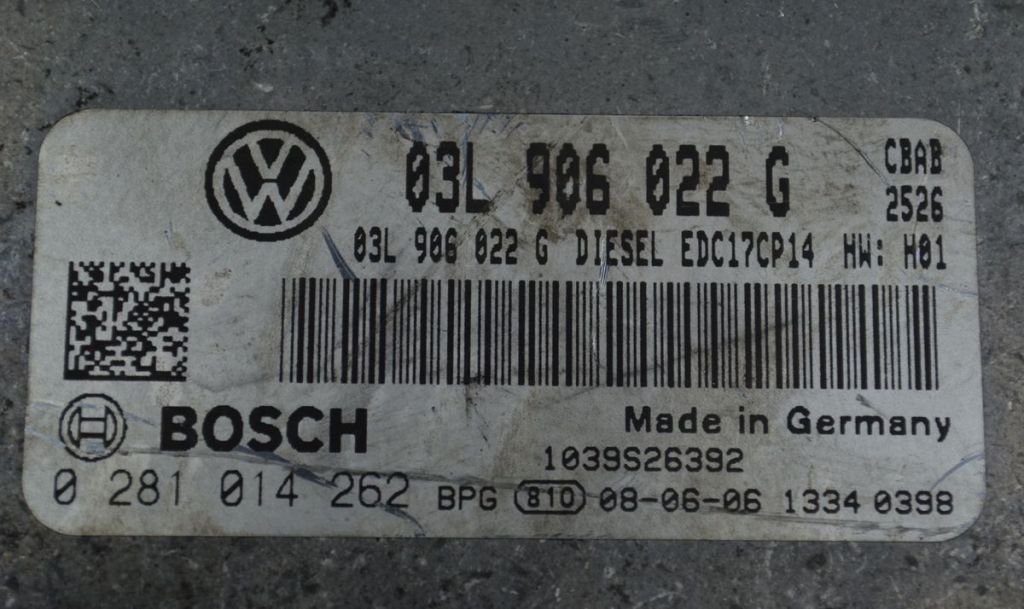 03L 906 022 G CBAB
2526
03L 906 022 G DIESEL EDC17CP14 HW: H01
BOSCH
Made in Germany
1039S26392
0 281 014 262 BPG 810 08-06-06 1334 0398